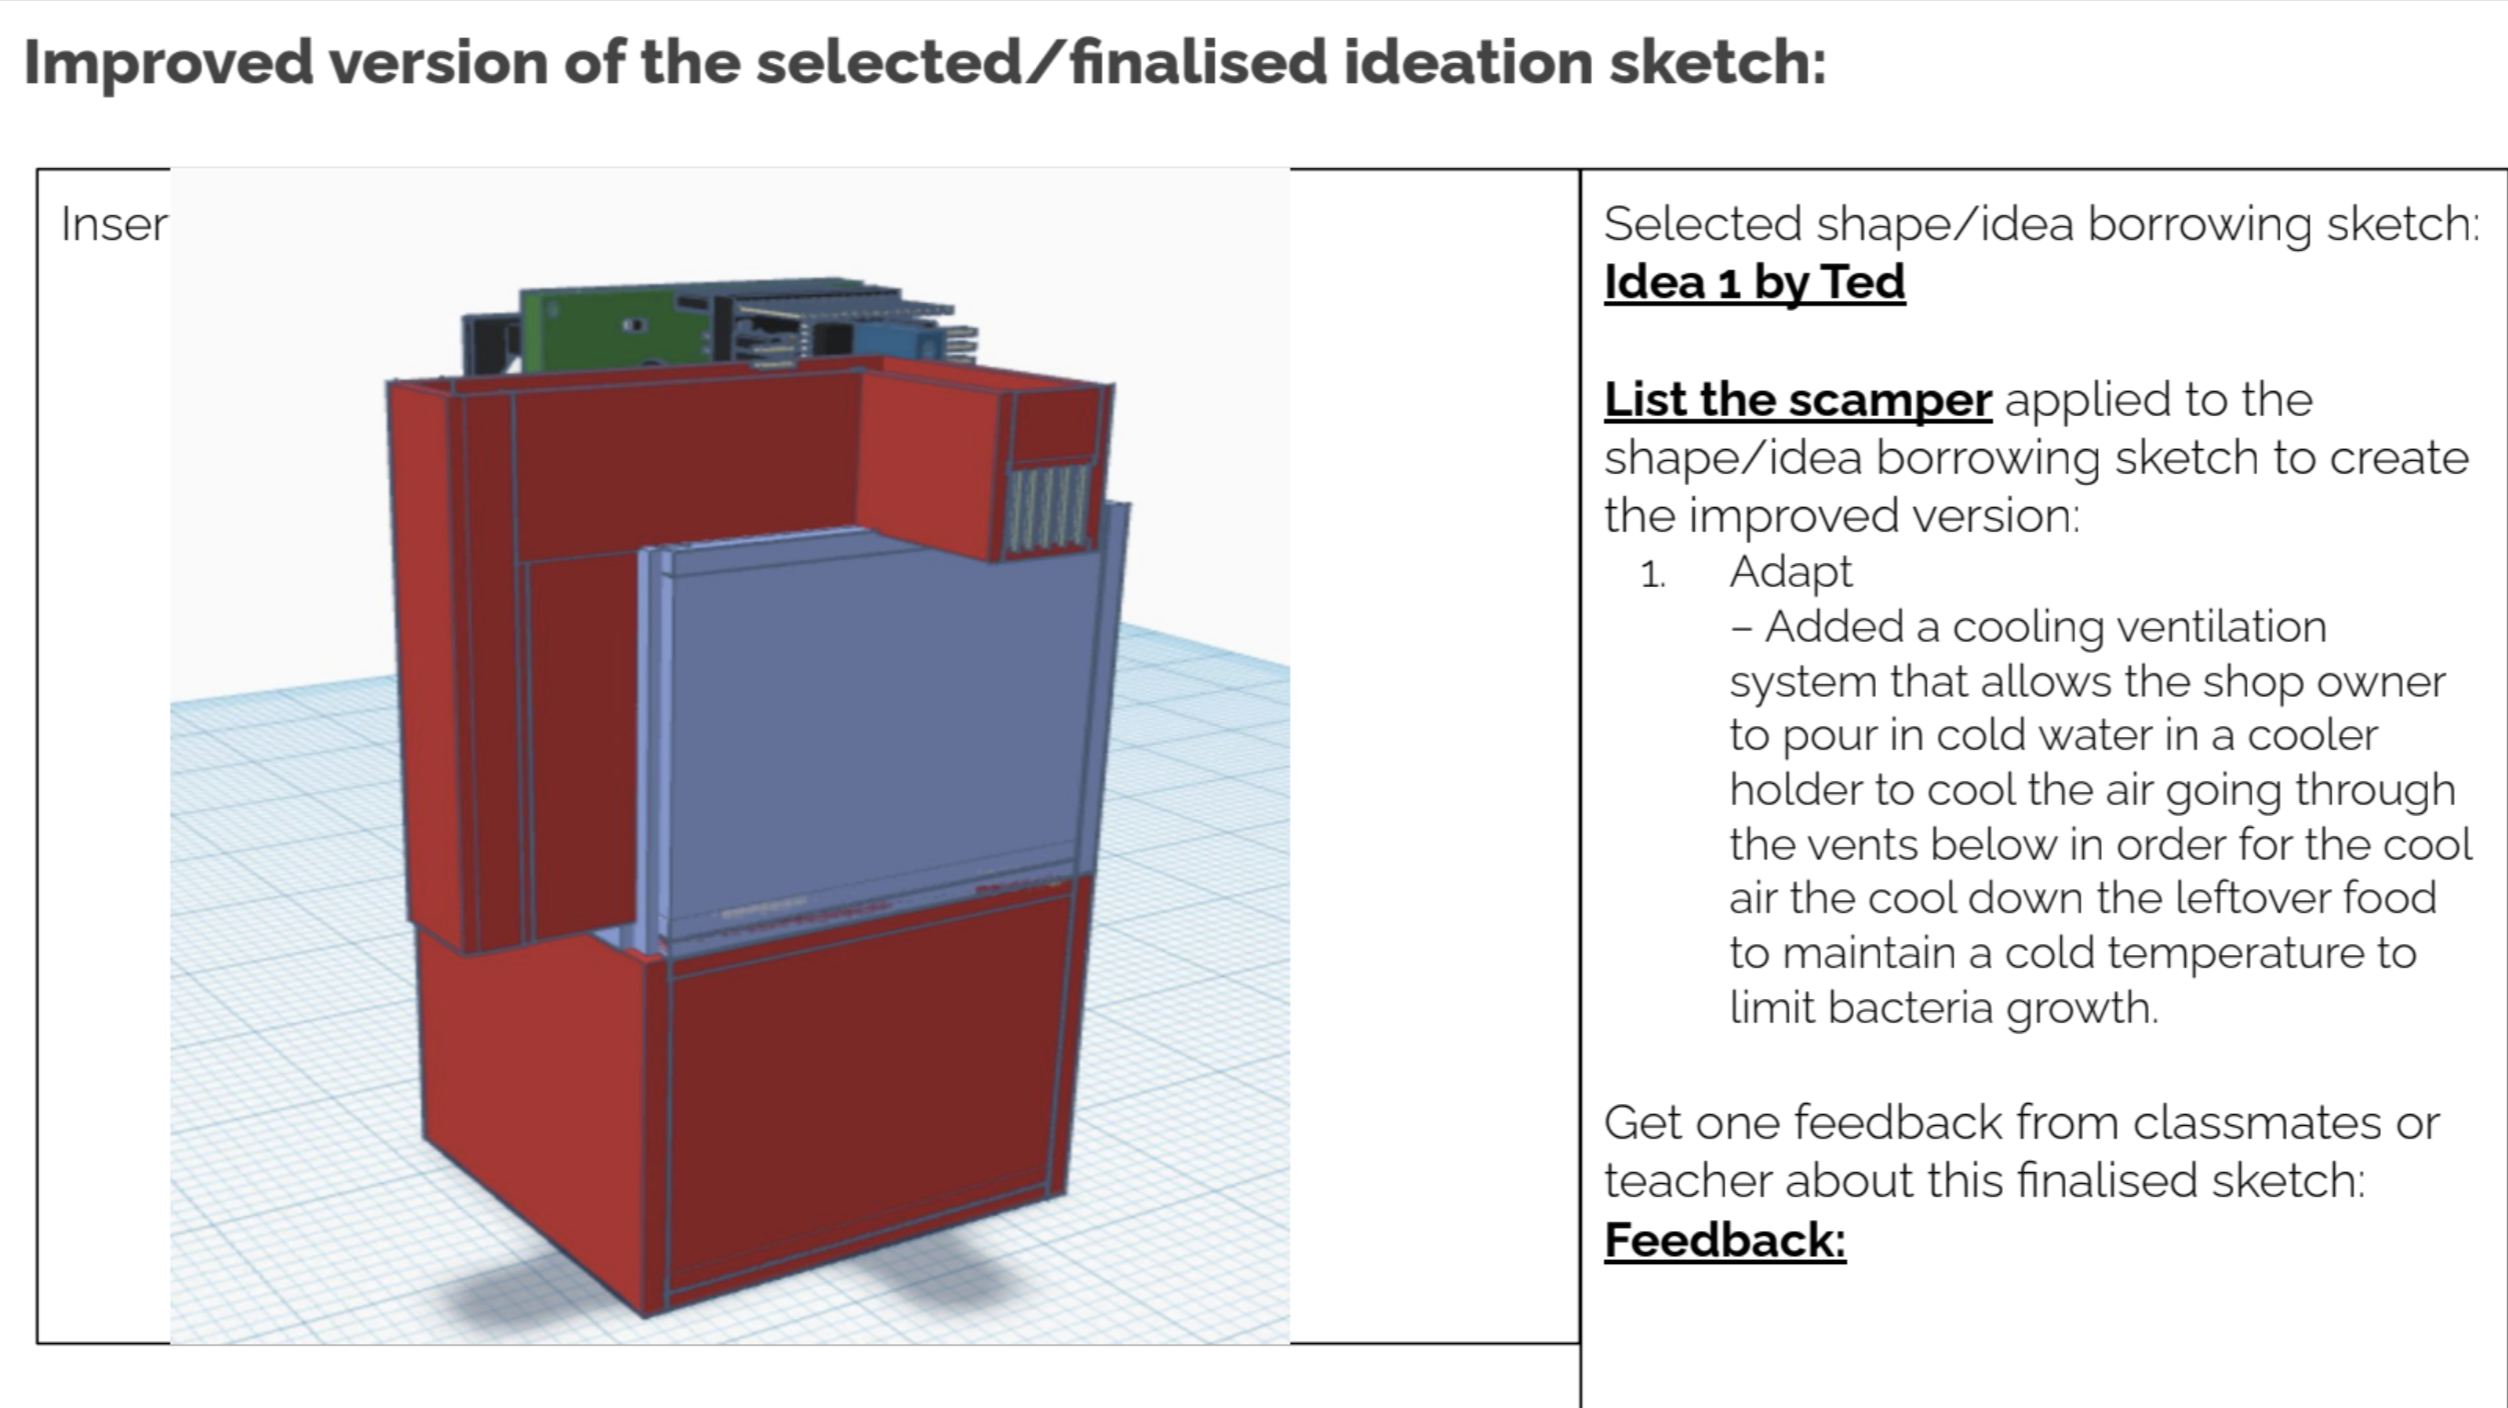 Improved version of the selected/finalised ideation sketch:
Inser
Selected shape/idea borrowing sketch:
Idea 1 by Ted
List the scamper applied to the
shape/idea borrowing sketch to create
the improved version:
1. Adapt
– Added a cooling ventilation
system that allows the shop owner
to pour in cold water in a cooler
holder to cool the air going through
the vents below in order for the cool
air the cool down the leftover food
to maintain a cold temperature to
limit bacteria growth.
Get one feedback from classmates or
teacher about this finalised sketch:
Feedback: